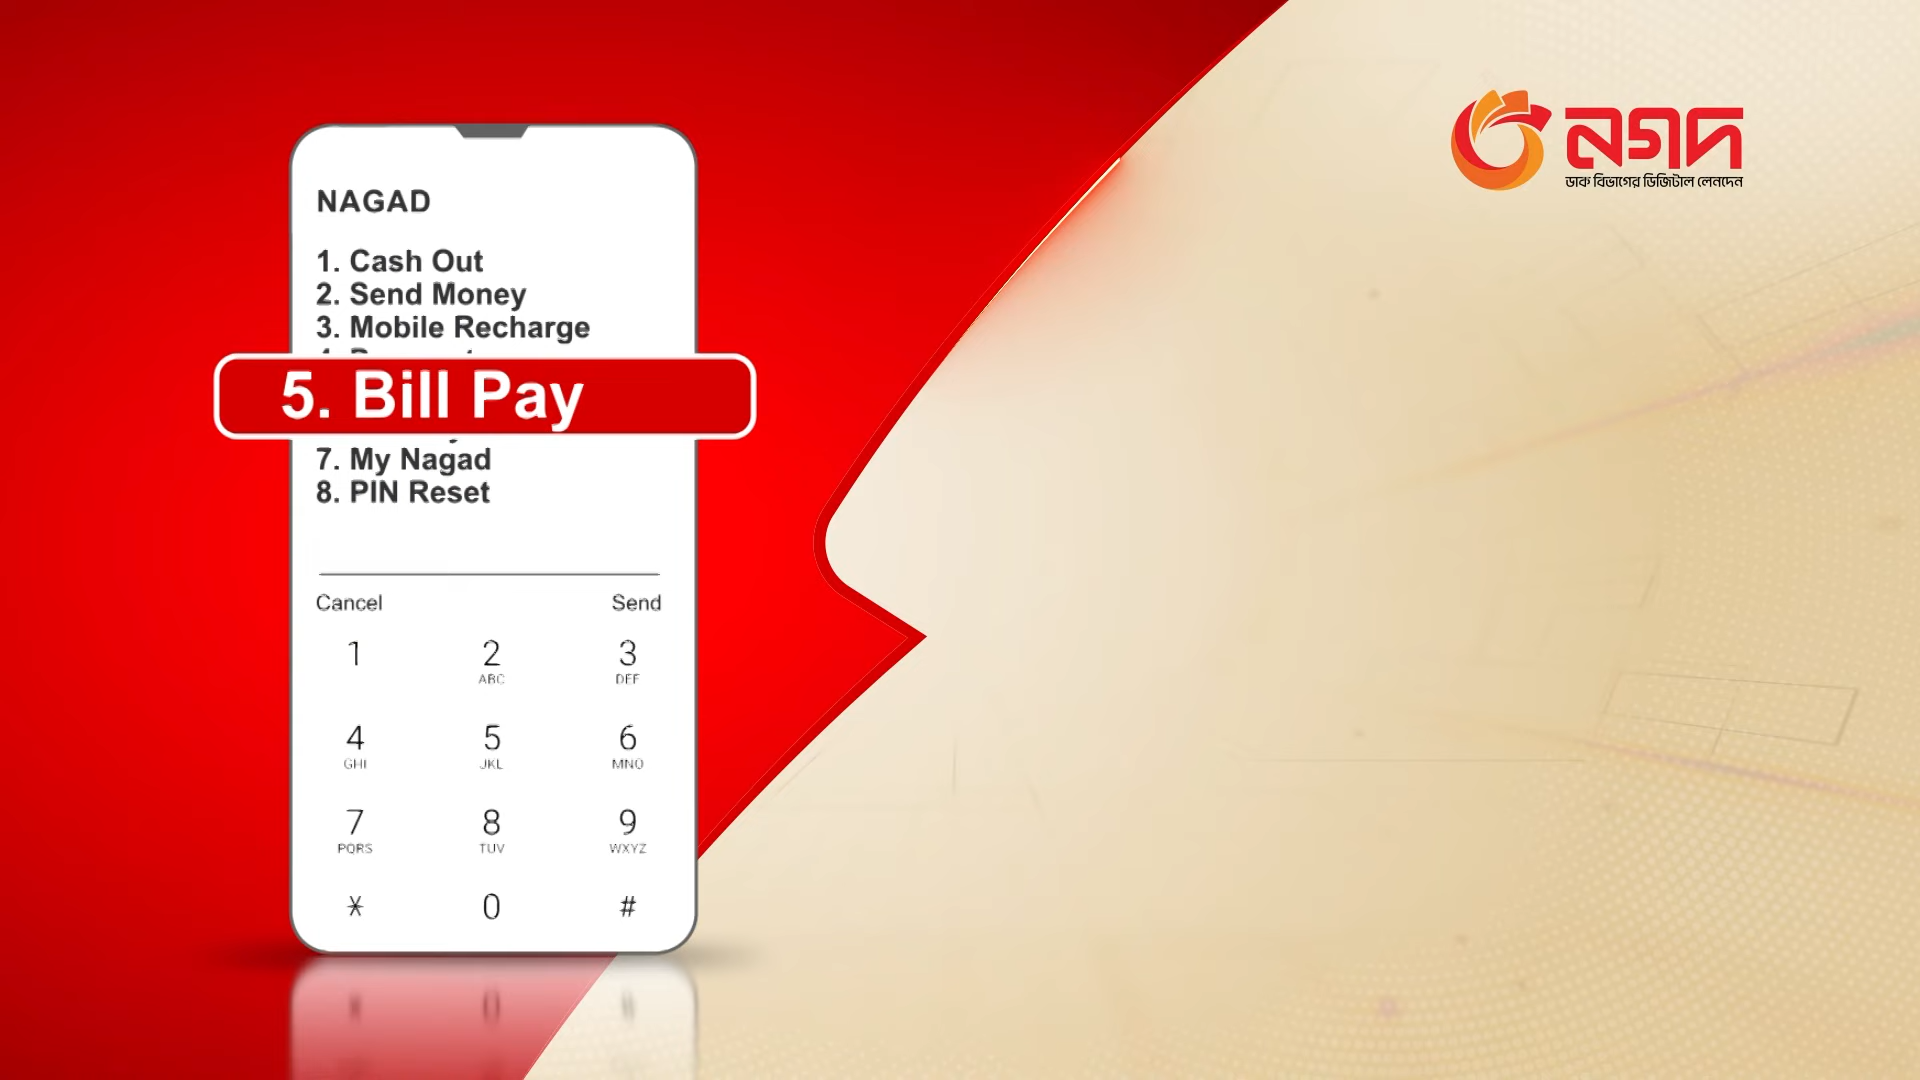 নগদ
ডাক বিভাগের ডিজিটাল লেনদেন
NAGAD
1. Cash Out
2. Send Money
3. Mobile Recharge
5. Bill Pay
7. My Nagad
8. PIN Reset
Cancel Send
1 2 3
ABC DEF
4 5 6
GHI JKL MNO
7 8 9
PQRS TUV WXYZ
* 0 #